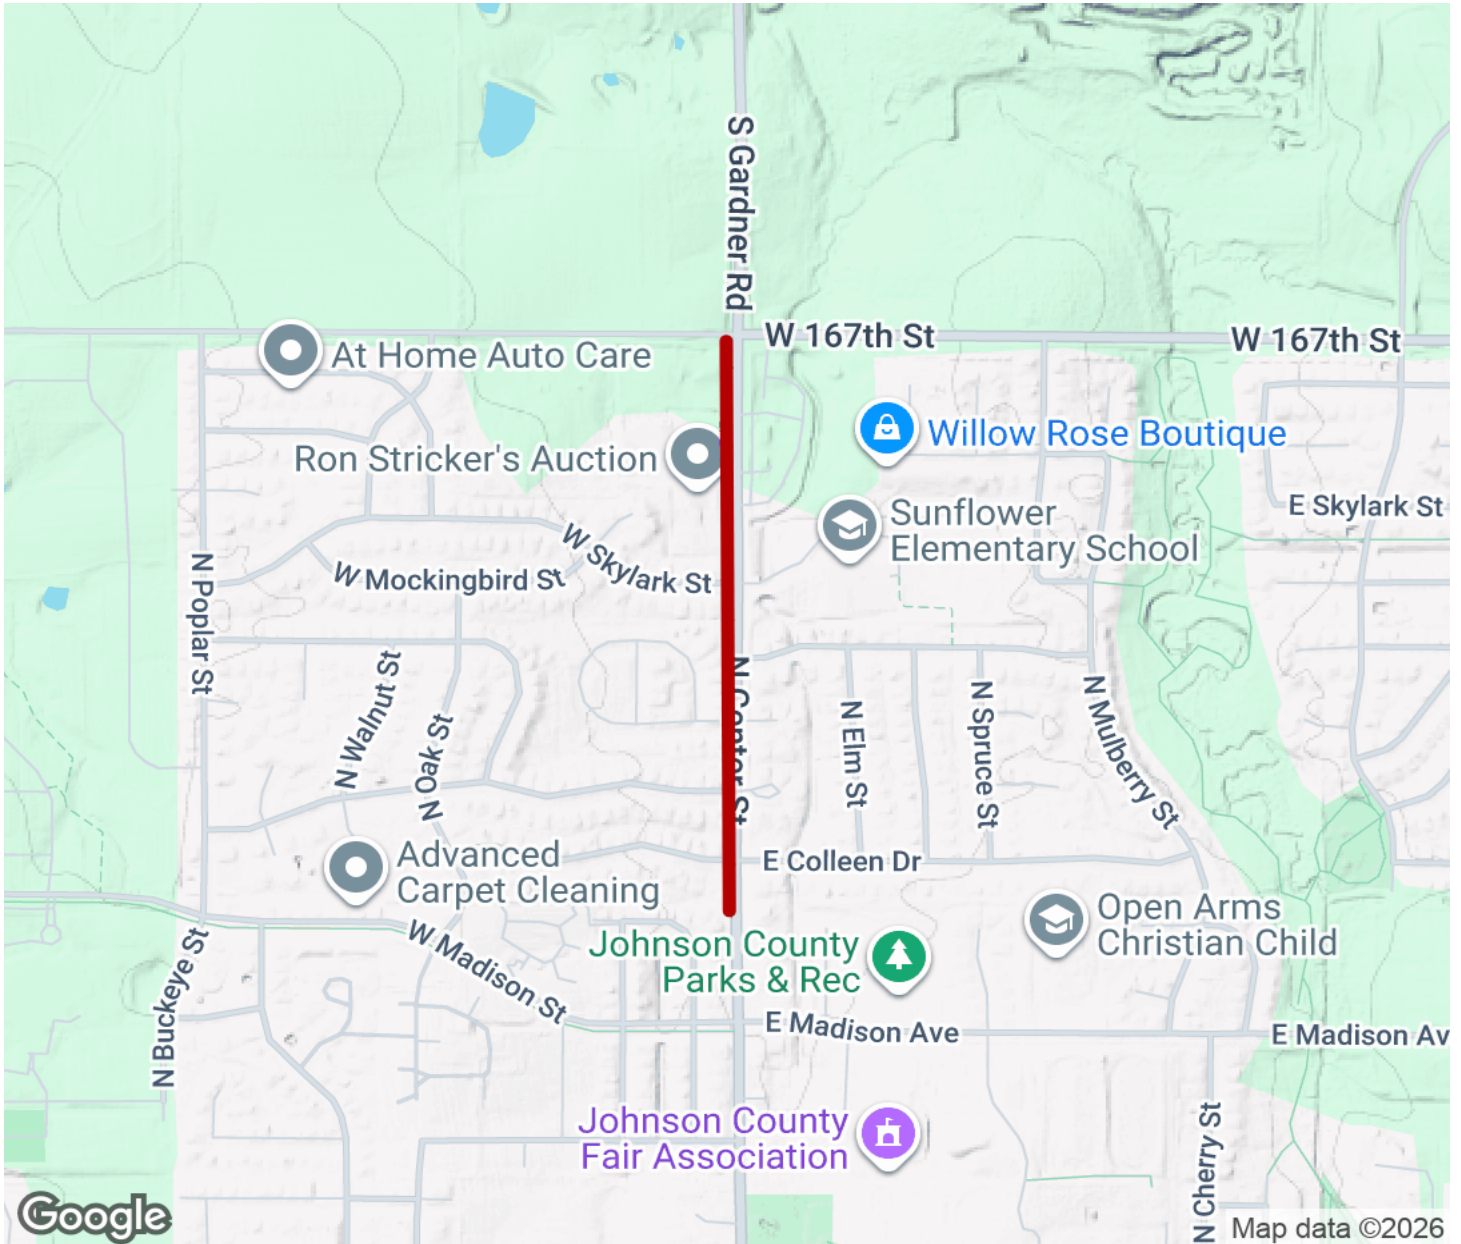 S Gardner Rd
W 167th St
W 167th St
At Home Auto Care
Willow Rose Boutique
Ron Stricker's Auction
E Skylark St
Sunflower
Elementary School
W Skylark St
W Mockingbird St
N Poplar St
N Walnut St
N Oak St
N Center St
N Elm St
N Spruce St
N Mulberry St
Advanced
Carpet Cleaning
E Colleen Dr
Open Arms
Christian Child
Johnson County
Parks & Rec
W Madison St
N Buckeye St
E Madison Ave
E Madison Av
Johnson County
Fair Association
N Cherry St
Google
Map data ©2026